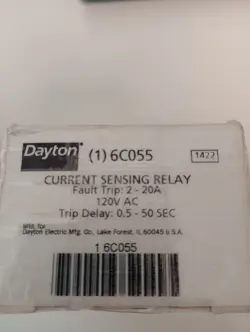 Dayton (1) 6C055 1422
CURRENT SENSING RELAY
Fault Trip: 2 - 20A
120V AC
Trip Delay: 0.5 - 50 SEC
Mfd. for
Dayton Electric Mfg. Co., Lake Forest, IL 60045 U.S.A.
1 6C055